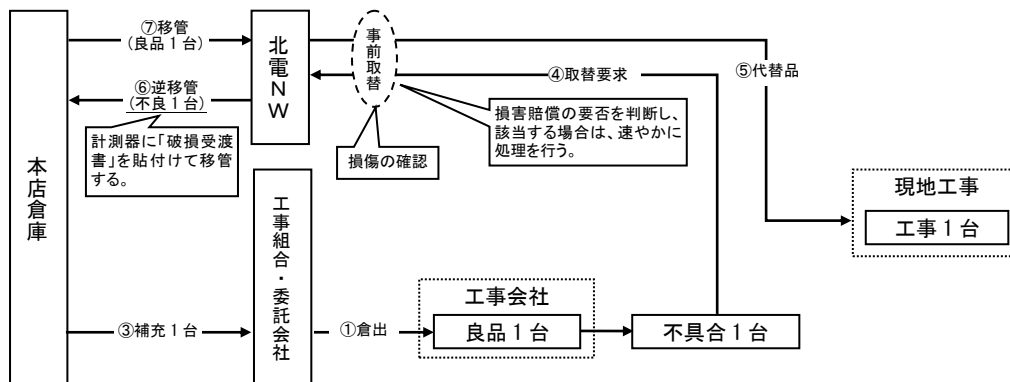 ⑦移管
(良品１台)
北電ＮＷ
事前取替
④取替要求
⑤代替品
⑥逆移管
(不良１台)
損害賠償の要否を判断し、
該当する場合は、速やかに
処理を行う。
計測器に「破損受渡
書」を貼付けて移管
する。
損傷の確認
本店倉庫
工事組合・委託会社
現地工事
工事１台
工事会社
③補充１台
①倉出
良品１台
不具合１台